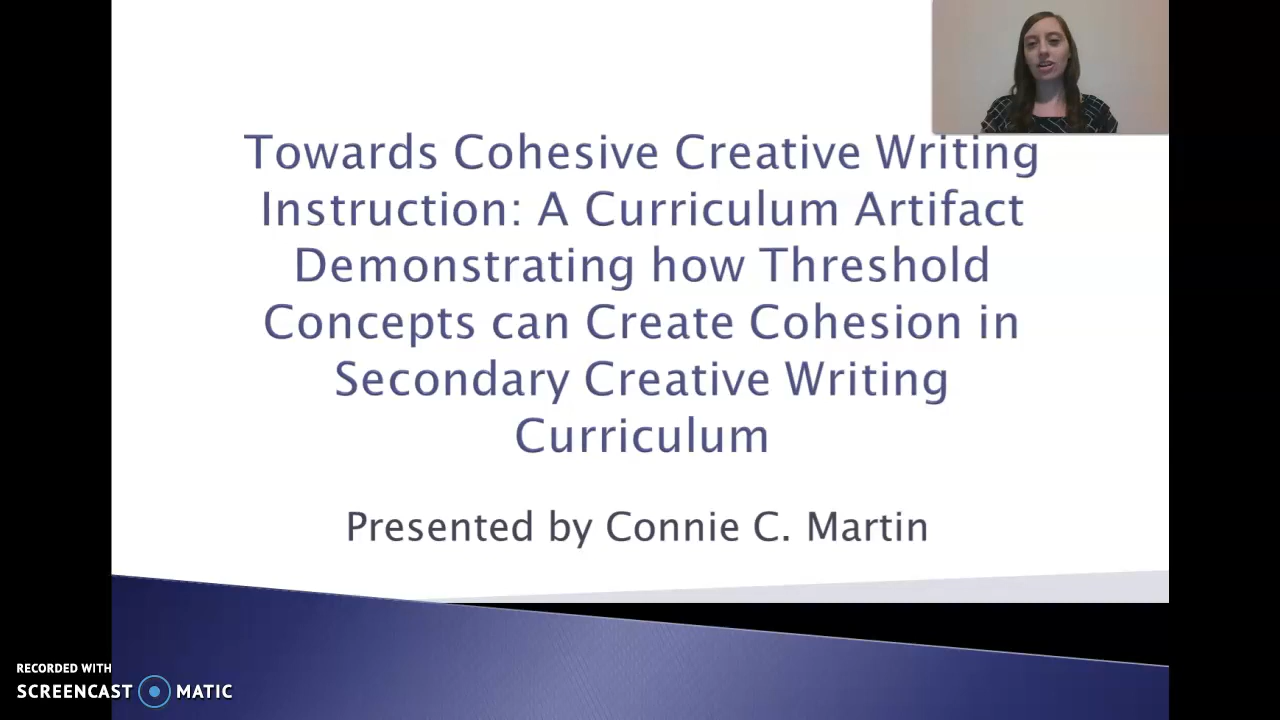 Towards Cohesive Creative Writing
Instruction: A Curriculum Artifact
Demonstrating how Threshold
Concepts can Create Cohesion in
Secondary Creative Writing
Curriculum
Presented by Connie C. Martin
RECORDED WITH
SCREENCAST MATIC